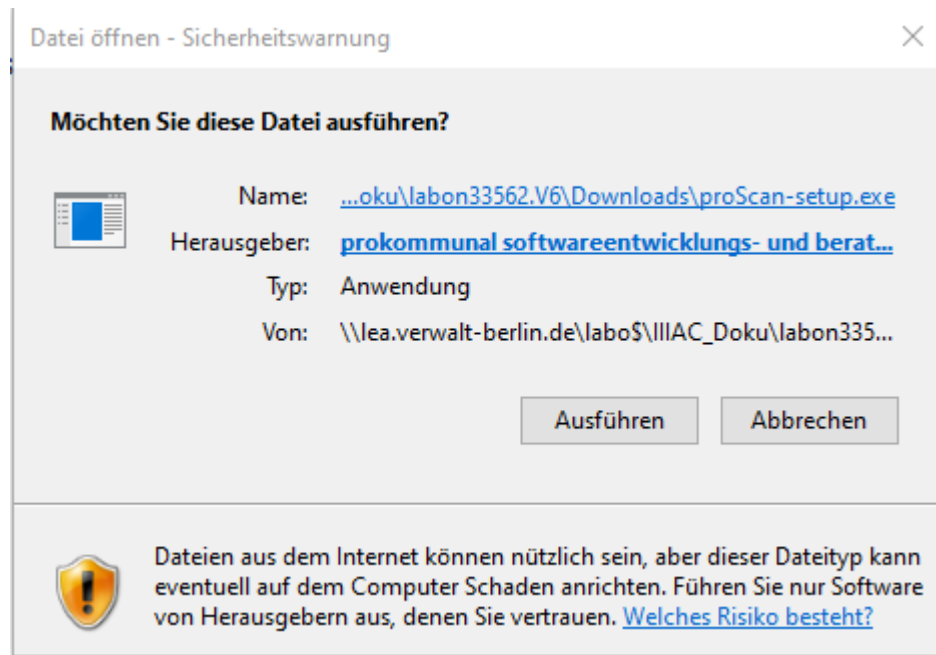 Datei öffnen - Sicherheitswarnung
Möchten Sie diese Datei ausführen?
Name: ...oku\labon33562.V6\Downloads\proScan-setup.exe
Herausgeber: prokommunal softwareentwicklungs- und berat...
Typ: Anwendung
Von: \\lea.verwalt-berlin.de\labo$\IIIAC_Doku\labon335...
Ausführen Abbrechen
Dateien aus dem Internet können nützlich sein, aber dieser Dateityp kann
eventuell auf dem Computer Schaden anrichten. Führen Sie nur Software
von Herausgebern aus, denen Sie vertrauen. Welches Risiko besteht?